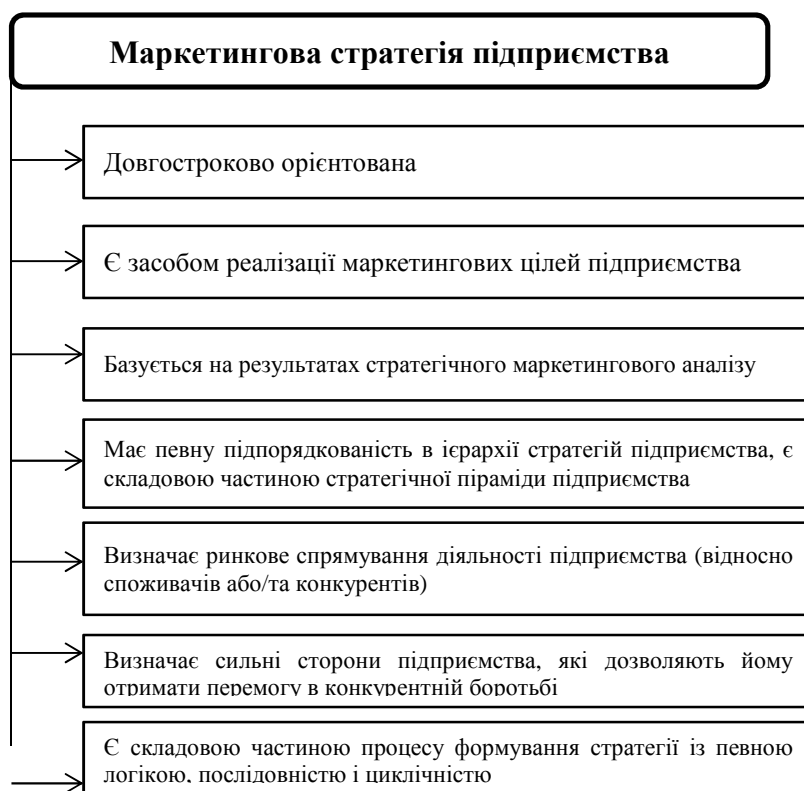 Маркетингова стратегія підприємства
Довгостроково орієнтована
Є засобом реалізації маркетингових цілей підприємства
Базується на результатах стратегічного маркетингового аналізу
Має певну підпорядкованість в ієрархії стратегій підприємства, є
складовою частиною стратегічної піраміди підприємства
Визначає ринкове спрямування діяльності підприємства (відносно
споживачів або/та конкурентів)
Визначає сильні сторони підприємства, які дозволяють йому
отримати перемогу в конкурентній боротьбі
Є складовою частиною процесу формування стратегії із певною
логікою, послідовністю і циклічністю